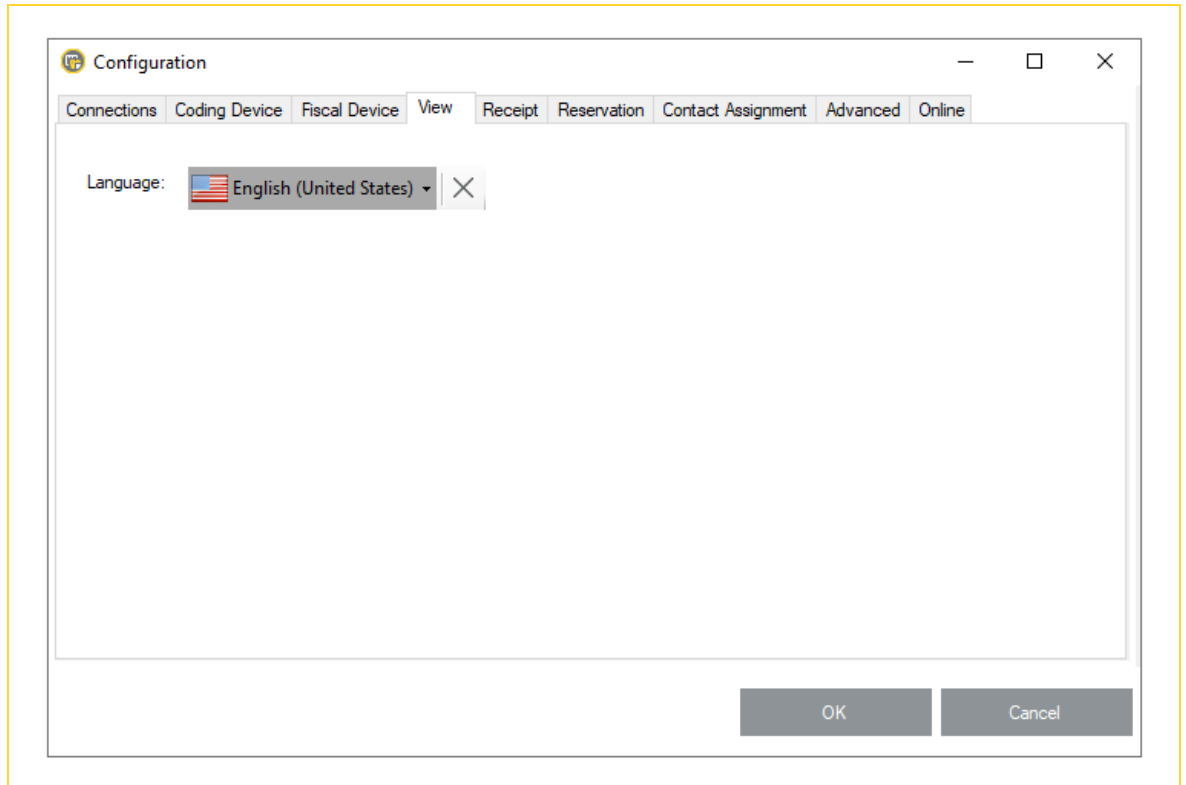 Configuration
Connections Coding Device Fiscal Device View Receipt Reservation Contact Assignment Advanced Online
Language: English (United States)
OK Cancel